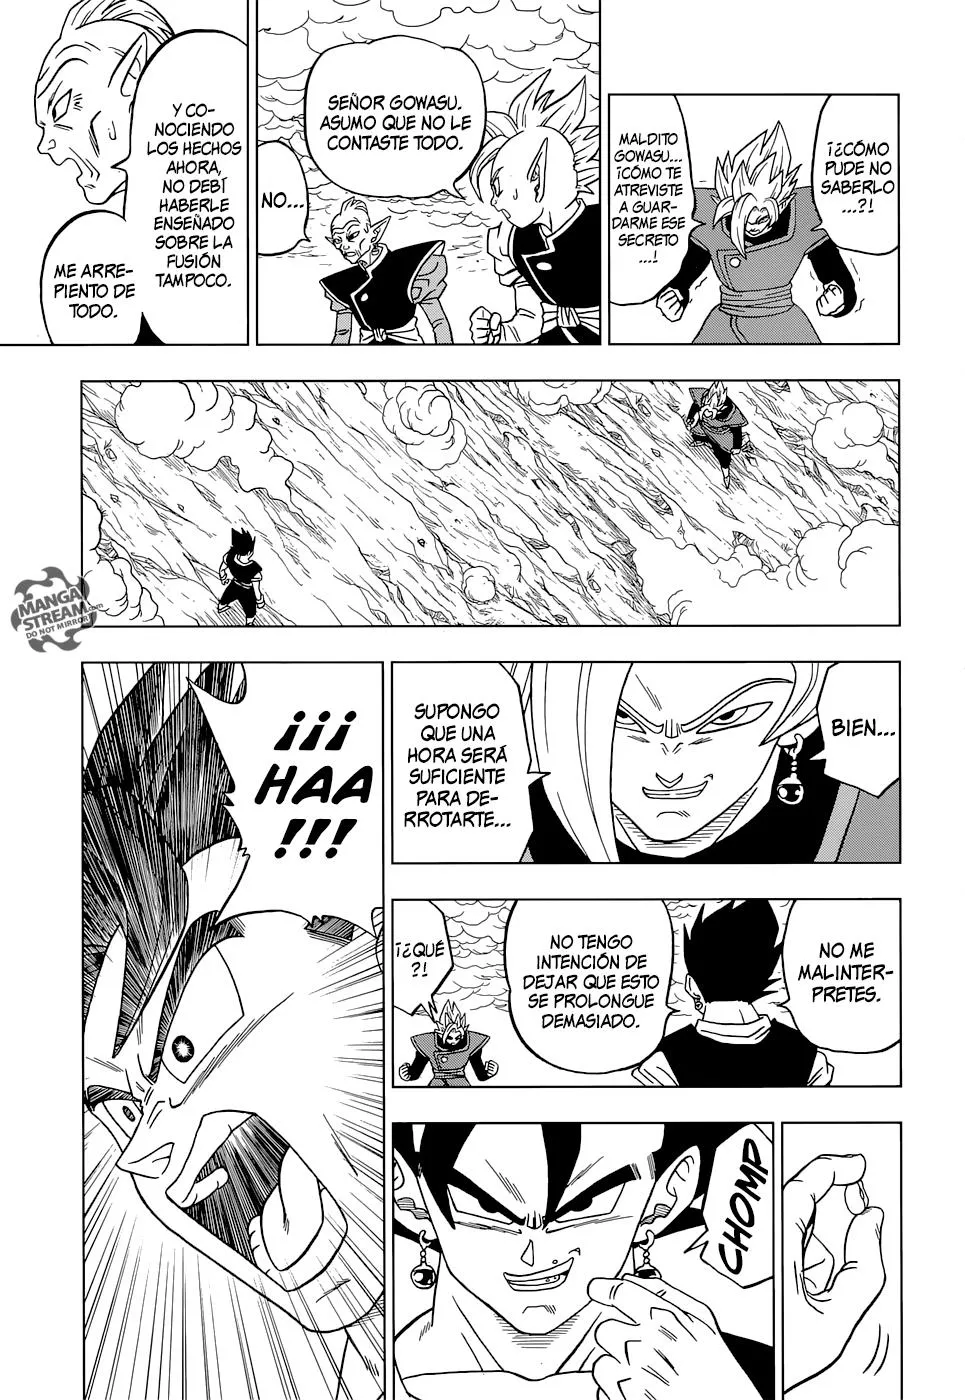 ¡¿CÓMO
PUDE NO
SABERLO
...?!
MALDITO
GOWASU...
¡CÓMO TE
ATREVISTE
A GUAR-
DARME ESE
SECRETO
...!
SEÑOR GOWASU.
ASUMO QUE NO LE
CONTASTE TODO.
NO...
Y CO-
NOCIENDO
LOS HECHOS
AHORA,
NO DEBÍ
HABERLE
ENSEÑADO
SOBRE LA
FUSIÓN
TAMPOCO.
ME ARRE-
PIENTO DE
TODO.
MANGA
STREAM.com
DO NOT MIRROR
BIEN...
SUPONGO
QUE UNA
HORA SERÁ
SUFICIENTE
PARA DE-
RROTARTE...
NO ME
MALINTER-
PRETES.
NO TENGO
INTENCIÓN DE
DEJAR QUE ESTO
SE PROLONGUE
DEMASIADO.
¡¿QUÉ
?!
CHOMP
¡¡¡
HAA
!!!